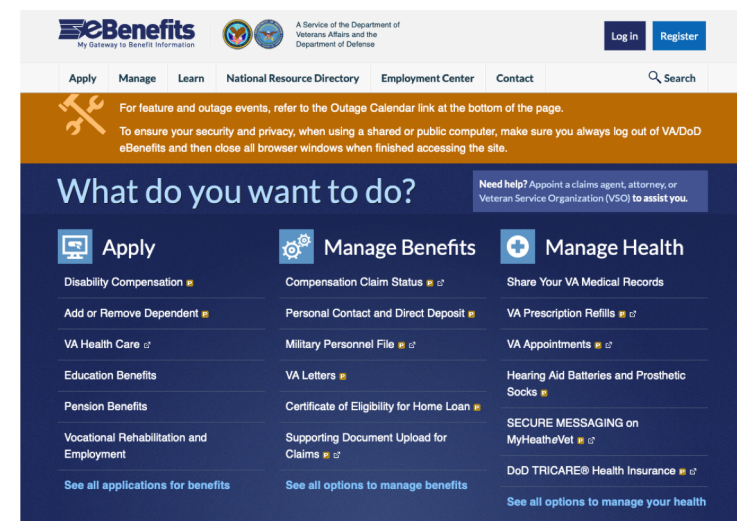 eBenefits
My Gateway to Benefit Information
A Service of the Department of
Veterans Affairs and the
Department of Defense
Log in
Register
Apply
Manage
Learn
National Resource Directory
Employment Center
Contact
Search
For feature and outage events, refer to the Outage Calendar link at the bottom of the page.
To ensure your security and privacy, when using a shared or public computer, make sure you always log out of VA/DoD
eBenefits and then close all browser windows when finished accessing the site.
What do you want to do?
Need help? Appoint a claims agent, attorney, or
Veteran Service Organization (VSO) to assist you.
Apply
Disability Compensation P
Add or Remove Dependent P
VA Health Care
Education Benefits
Pension Benefits
Vocational Rehabilitation and
Employment
See all applications for benefits
Manage Benefits
Compensation Claim Status P
Personal Contact and Direct Deposit P
Military Personnel File P
VA Letters P
Certificate of Eligibility for Home Loan P
Supporting Document Upload for
Claims P
See all options to manage benefits
Manage Health
Share Your VA Medical Records
VA Prescription Refills P
VA Appointments P
Hearing Aid Batteries and Prosthetic
Socks P
SECURE MESSAGING on
MyHeatheVet P
DoD TRICARE® Health Insurance P
See all options to manage your health